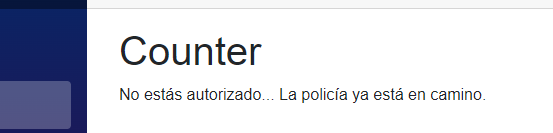 Counter
No estás autorizado... La policía ya está en camino.